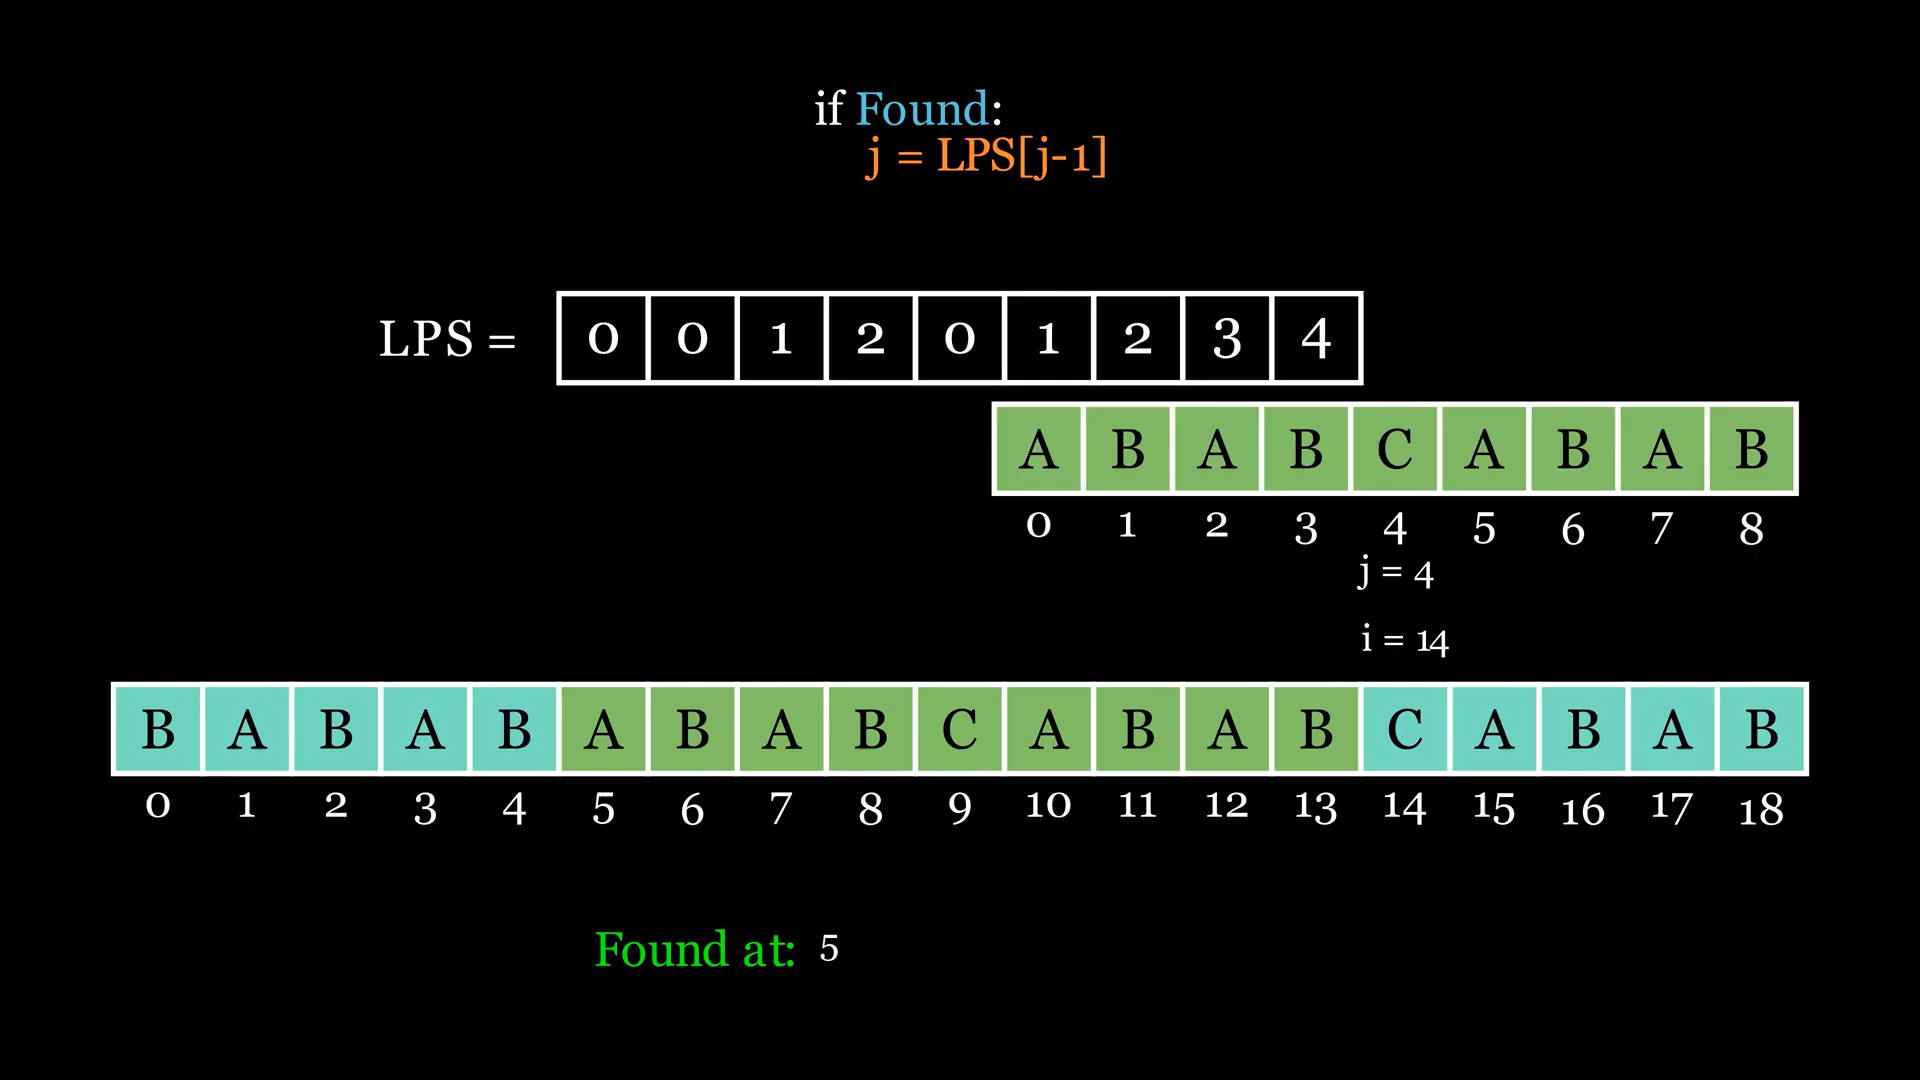 if Found:
j = LPS[j-1]
LPS = 0 0 1 2 0 1 2 3 4
A B A B C A B A B
0 1 2 3 4 5 6 7 8
j = 4
i = 14
B A B A B A B A B C A B A B C A B A B
0 1 2 3 4 5 6 7 8 9 10 11 12 13 14 15 16 17 18
Found at: 5